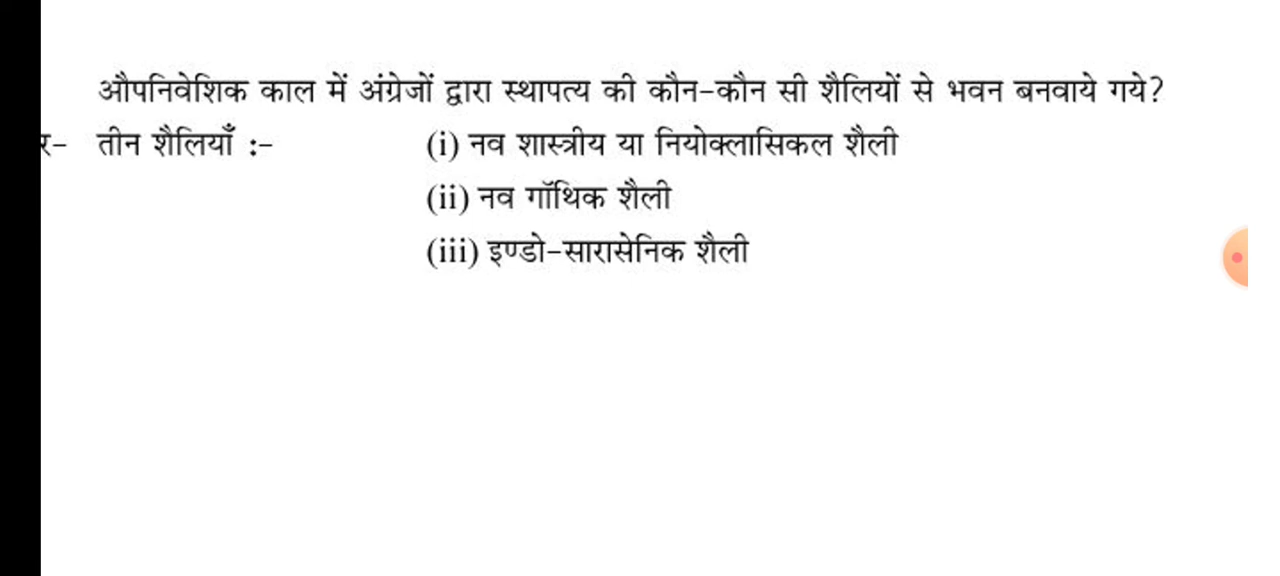 औपनिवेशिक काल में अंग्रेजों द्वारा स्थापत्य की कौन-कौन सी शैलियों से भवन बनवाये गये?
र- तीन शैलियाँ :- (i) नव शास्त्रीय या नियोक्लासिकल शैली
(ii) नव गॉथिक शैली
(iii) इण्डो-सारासेनिक शैली